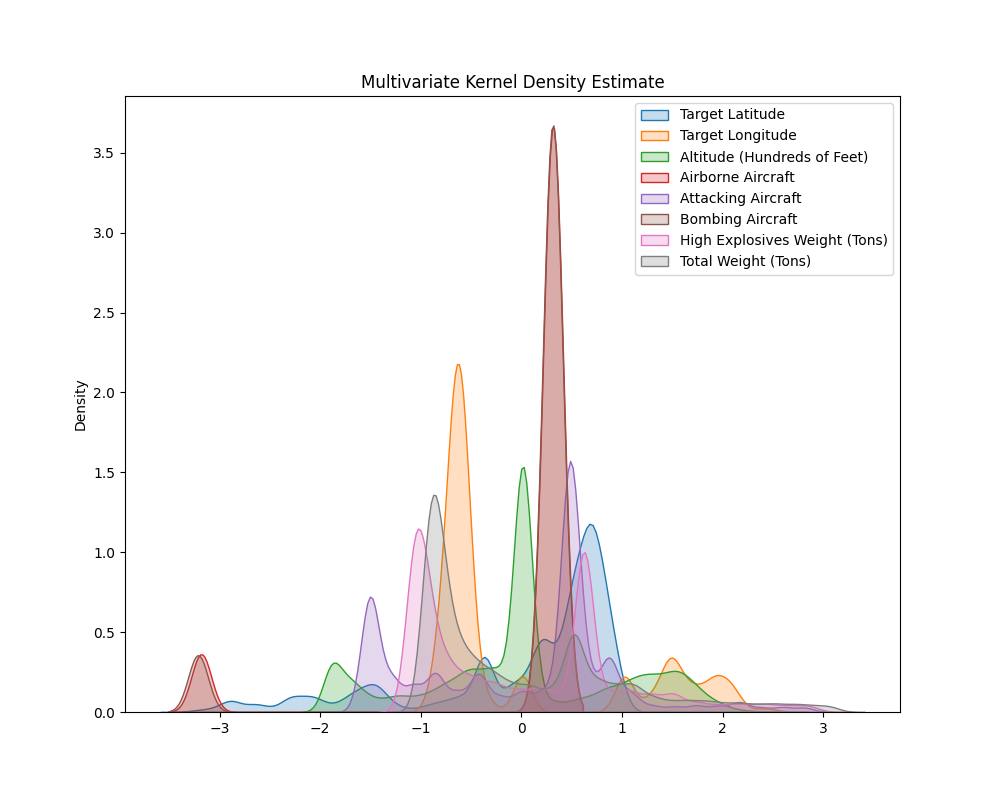 Multivariate Kernel Density Estimate
Target Latitude
Target Longitude
Altitude (Hundreds of Feet)
Airborne Aircraft
Attacking Aircraft
Bombing Aircraft
High Explosives Weight (Tons)
Total Weight (Tons)
Density
3.5
3.0
2.5
2.0
1.5
1.0
0.5
0.0
−3 −2 −1 0 1 2 3